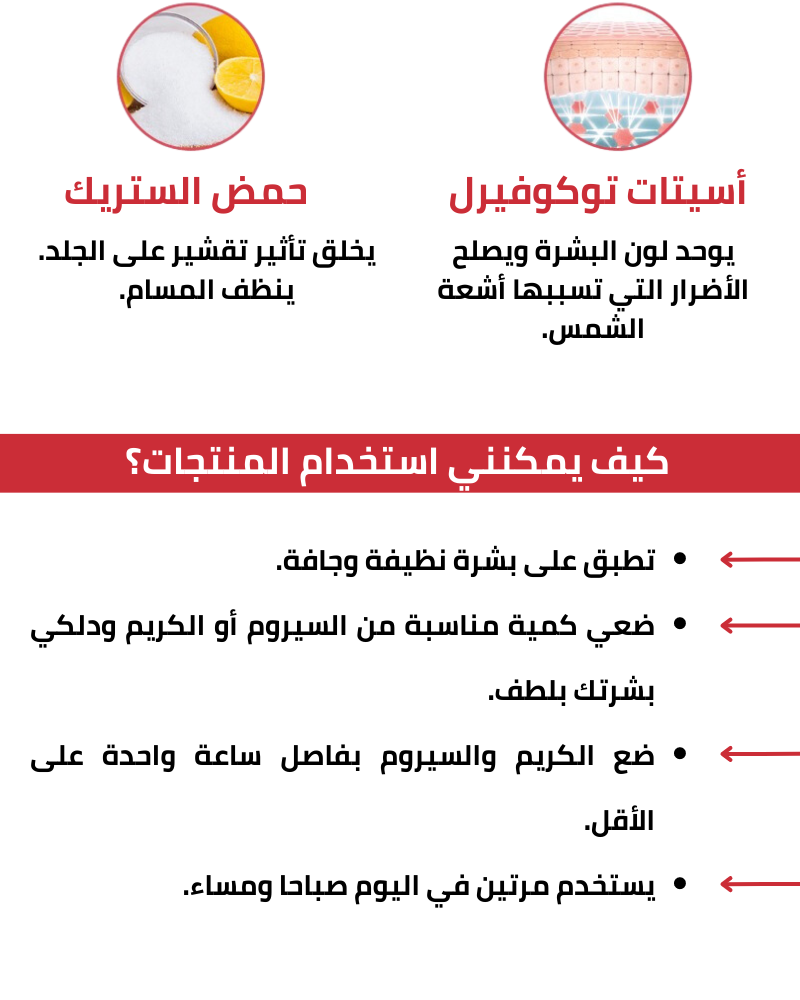 أسيتات توكوفيرل
يوحد لون البشرة ويصلح
الأضرار التي تسببها أشعة
الشمس.
حمض الستريك
يخلق تأثير تقشير على الجلد.
ينظف المسام.
كيف يمكنني استخدام المنتجات؟
• تطبق على بشرة نظيفة وجافة.
• ضعي كمية مناسبة من السيروم أو الكريم ودلكي
بشرتك بلطف.
• ضع الكريم والسيروم بفاصل ساعة واحدة على
الأقل.
• يستخدم مرتين في اليوم صباحا ومساء.